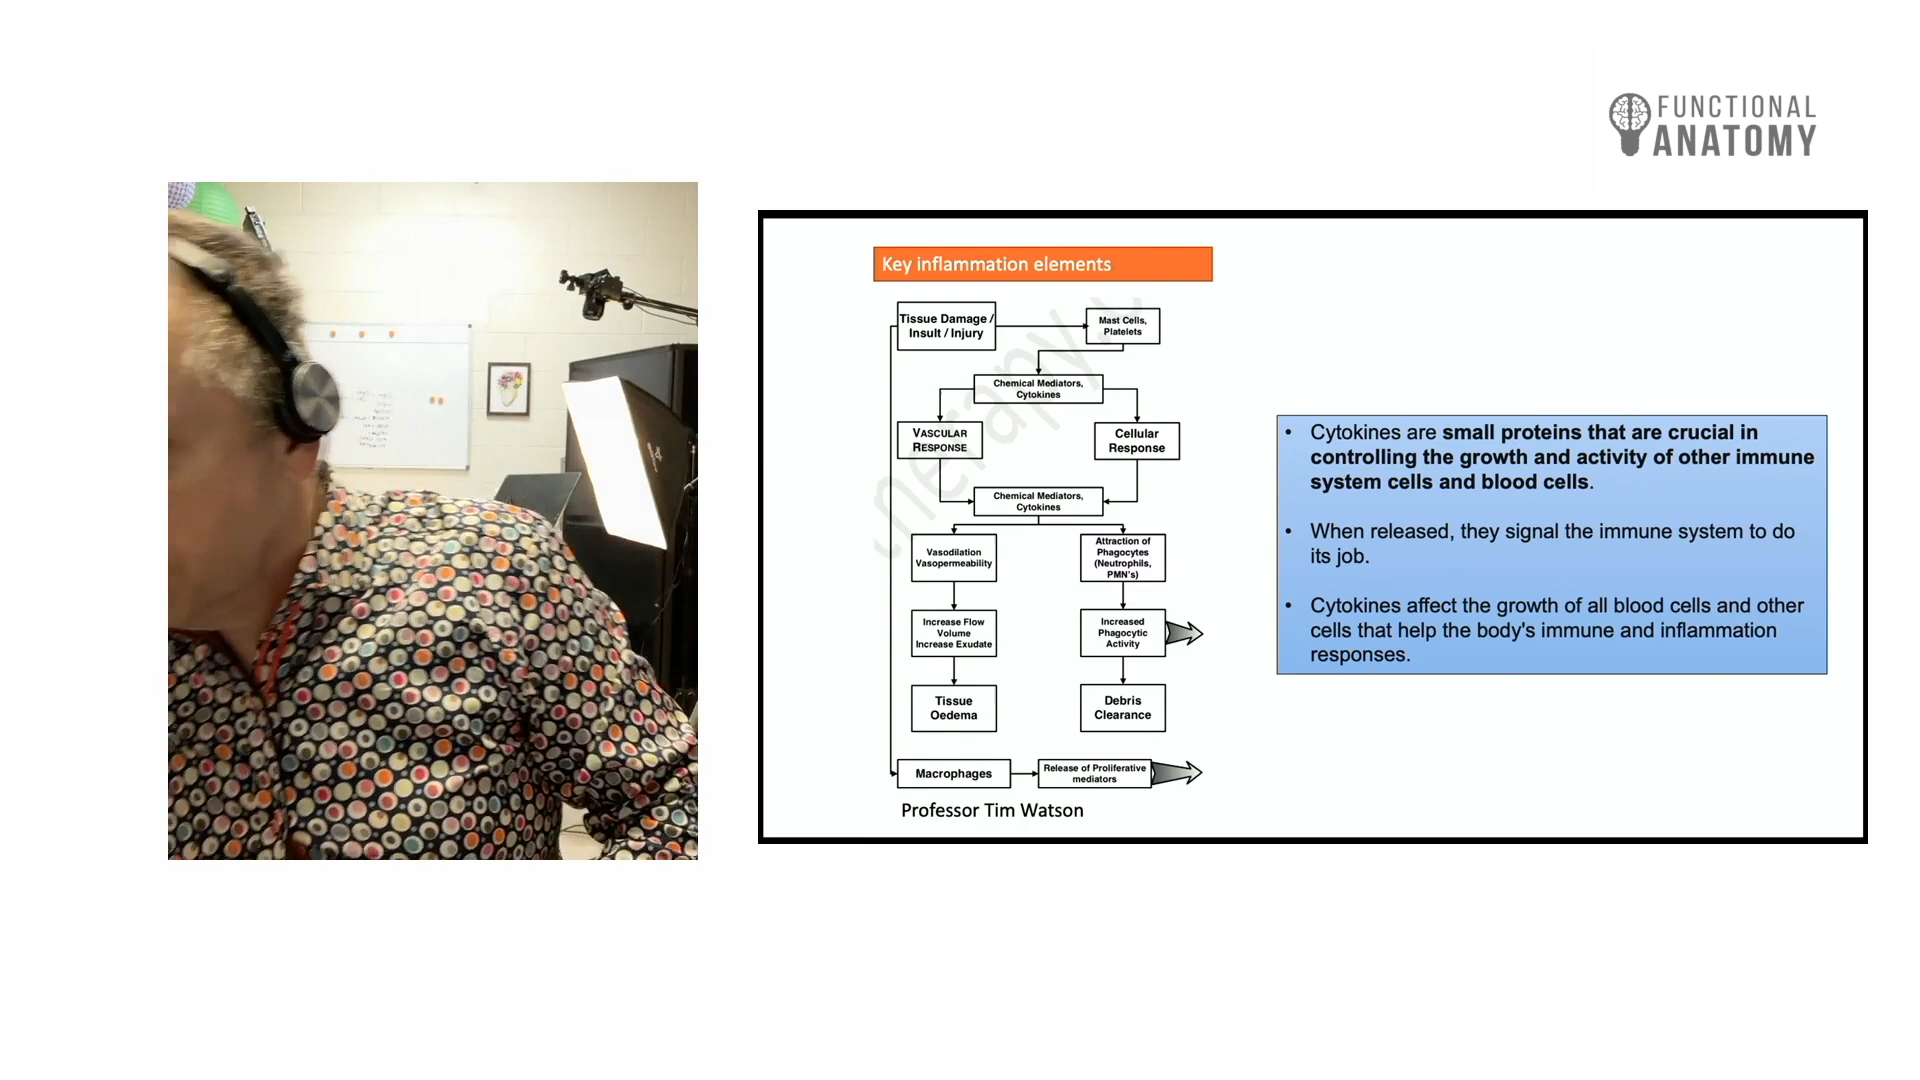 FUNCTIONAL
ANATOMY
Key inflammation elements
Tissue Damage /
Insult / Injury
Mast Cells,
Platelets
Chemical Mediators,
Cytokines
VASCULAR
RESPONSE
Cellular
Response
Chemical Mediators,
Cytokines
Vasodilation
Vasopermeability
Attraction of
Phagocytes
(Neutrophils,
PMN's)
Increase Flow
Volume
Increase Exudate
Increased
Phagocytic
Activity
Tissue
Oedema
Debris
Clearance
Macrophages
Release of Proliferative
mediators
Professor Tim Watson
• Cytokines are small proteins that are crucial in
controlling the growth and activity of other immune
system cells and blood cells.
• When released, they signal the immune system to do
its job.
• Cytokines affect the growth of all blood cells and other
cells that help the body's immune and inflammation
responses.